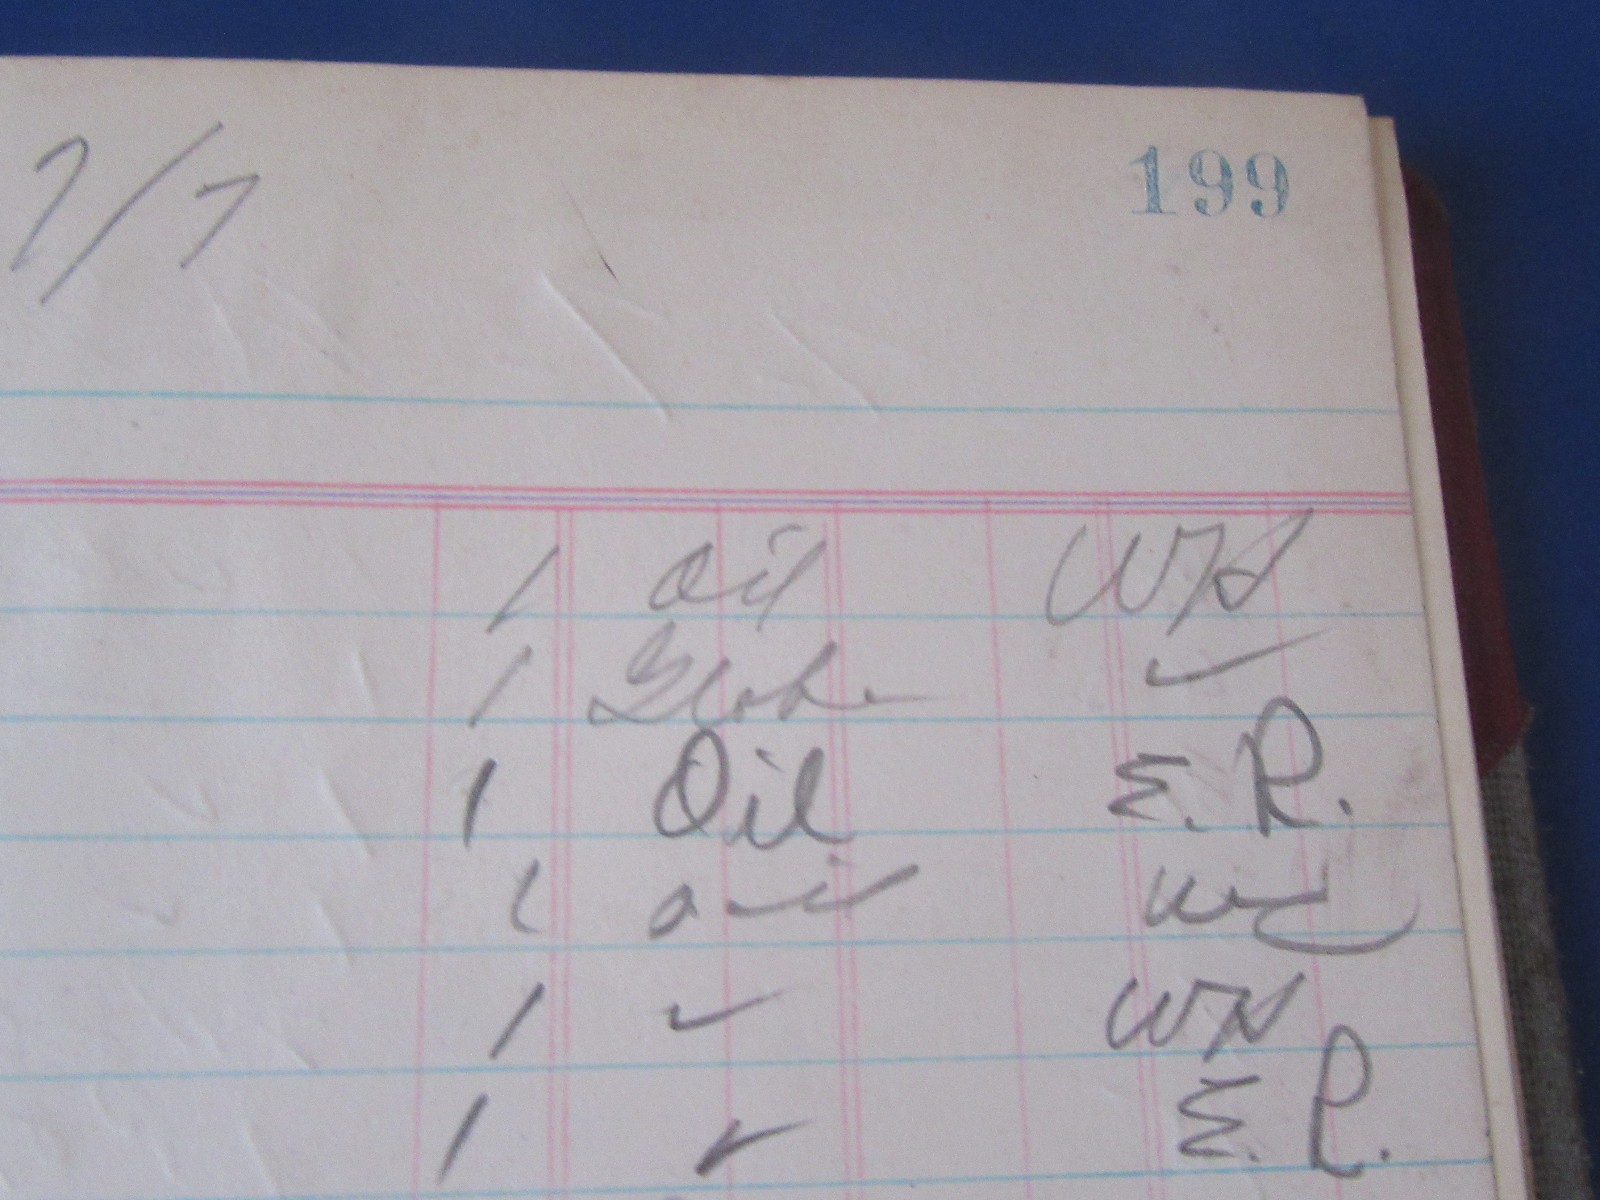 7/7
199
1 Oil WH
1 Globe ✓
1 Oil E. R.
1 oil
1 ✓ WH
1 ✓ E. R.